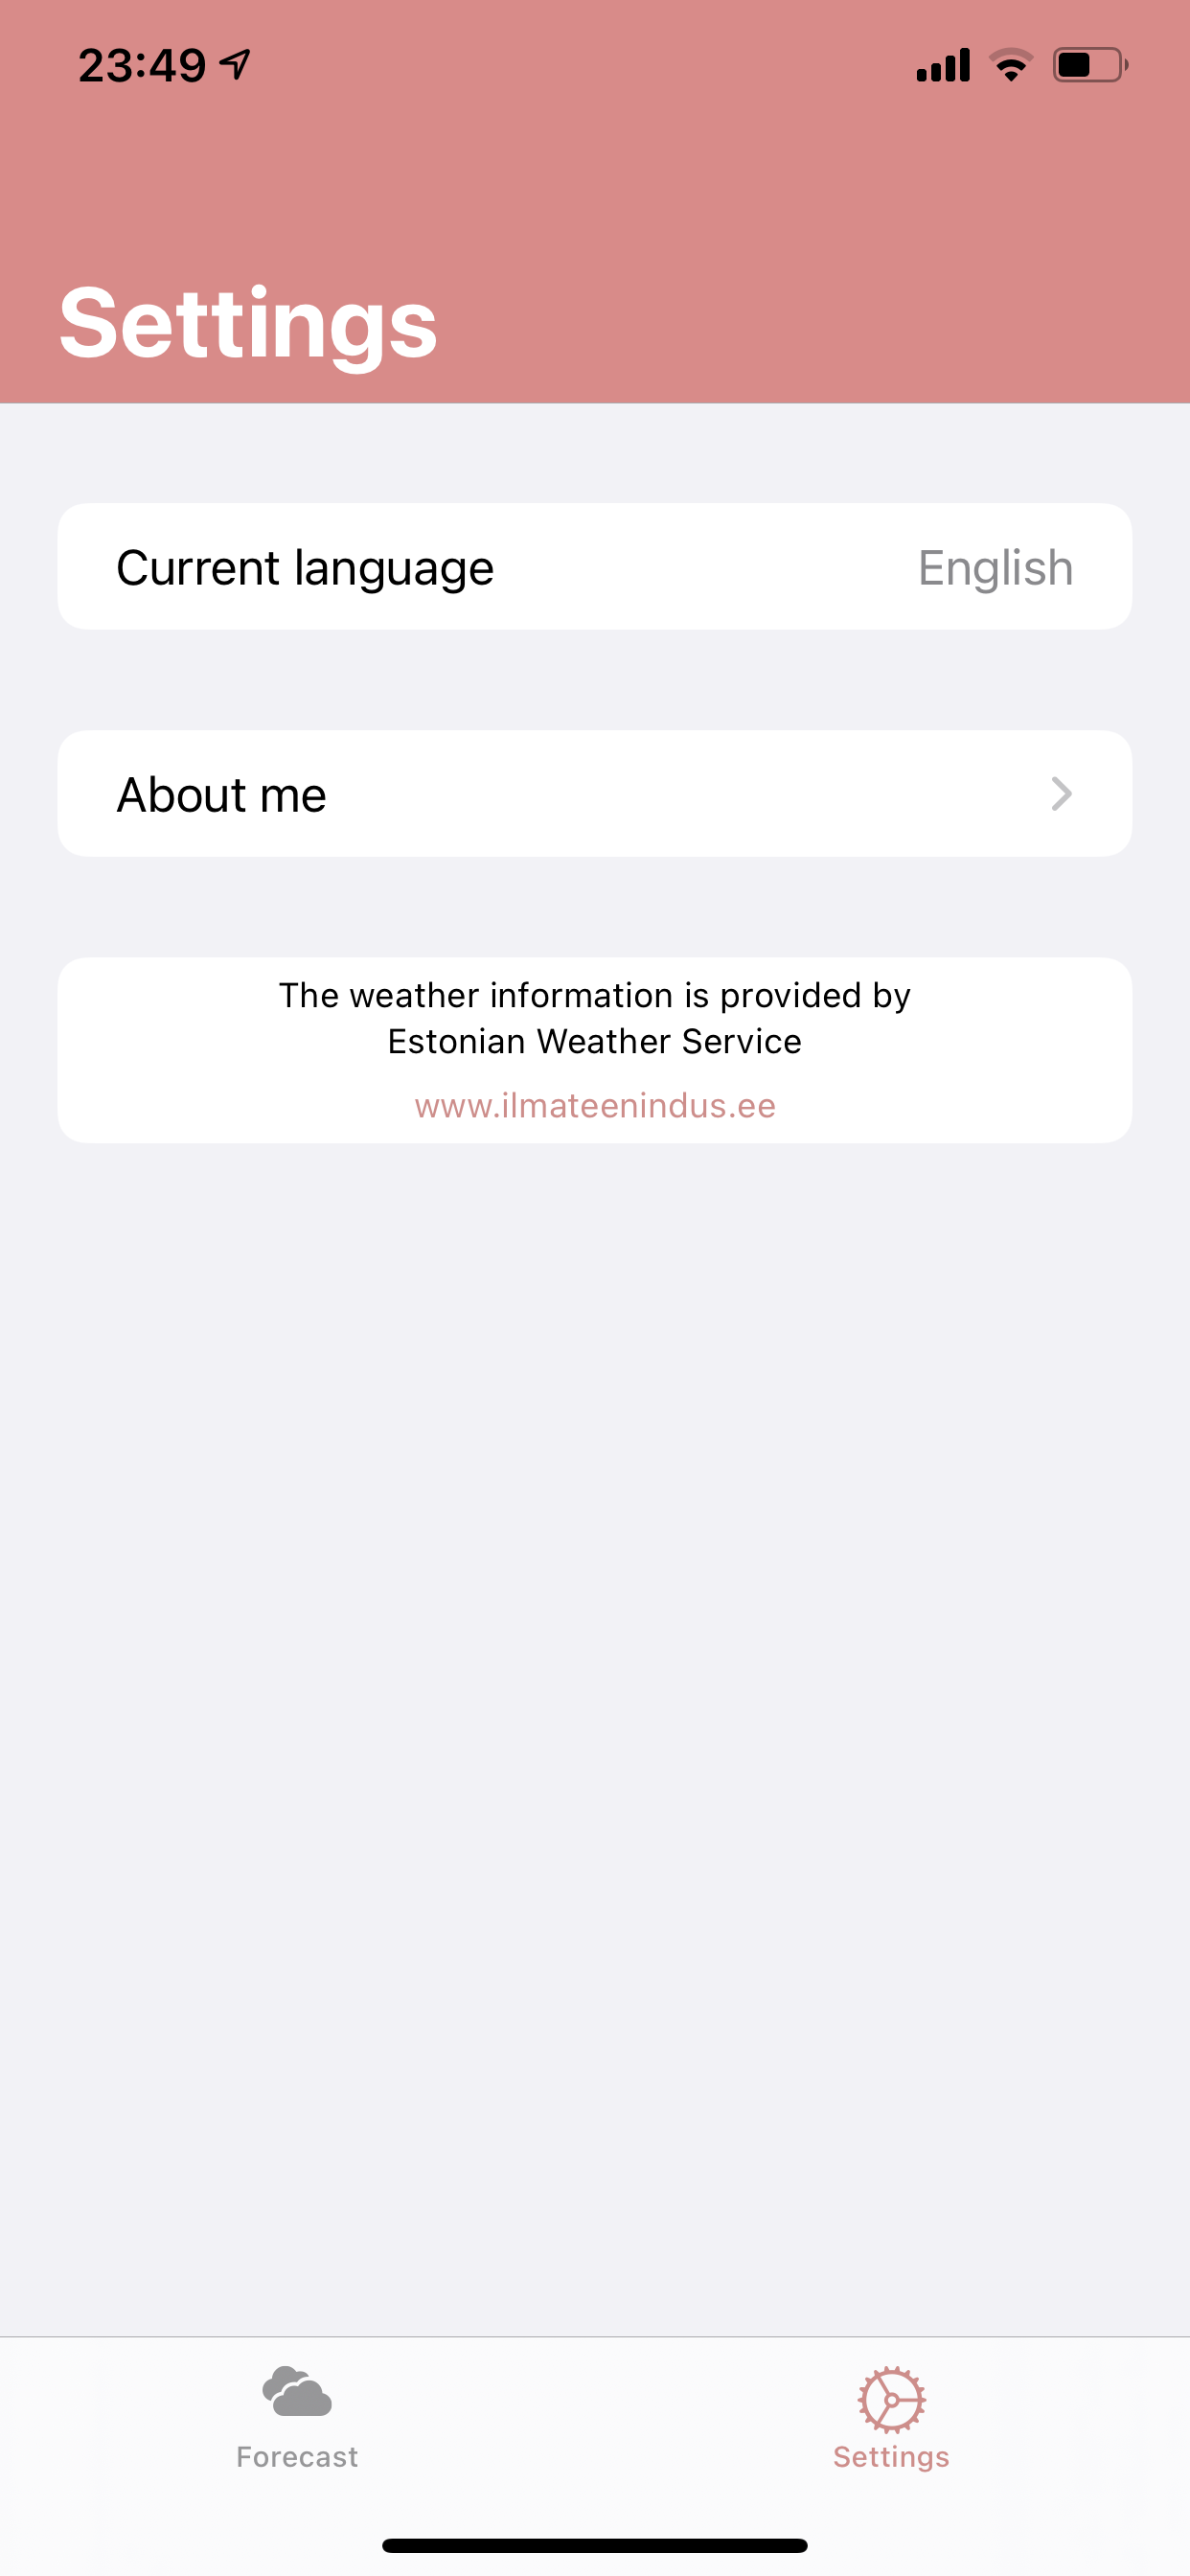 23:49
Settings
Current language English
About me
The weather information is provided by
Estonian Weather Service
www.ilmateenindus.ee
Forecast Settings